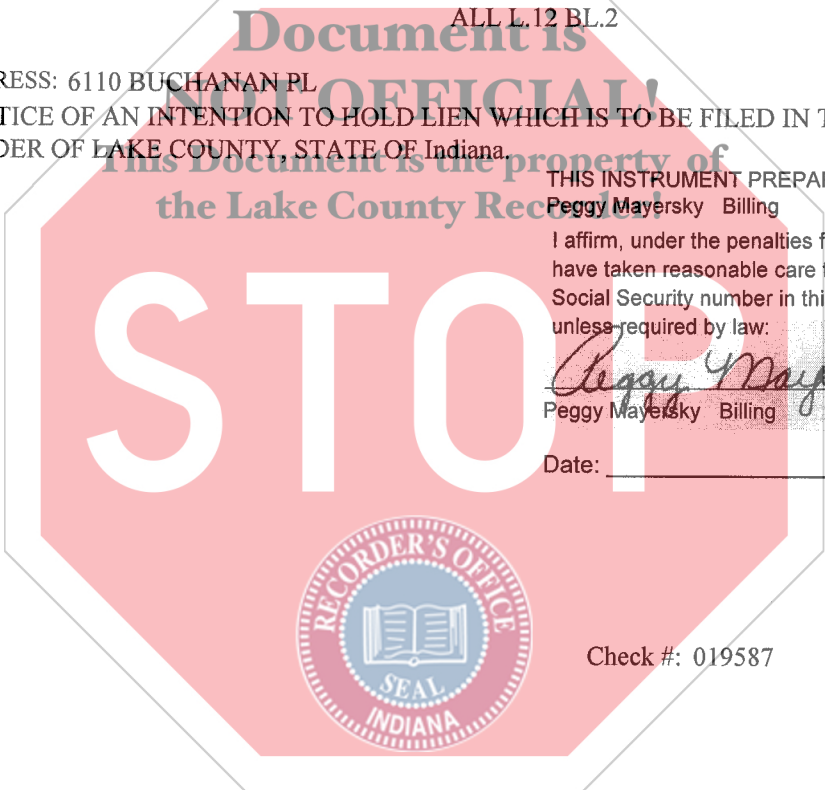 ALL L.12 BL.2
Document is
RESS: 6110 BUCHANAN PL
NOT OFFICIAL!
TICE OF AN INTENTION TO HOLD LIEN WHICH IS TO BE FILED IN T
DER OF LAKE COUNTY, STATE OF Indiana.
This Document is the property of
the Lake County Recorder!
THIS INSTRUMENT PREPA
Peggy Mayersky Billing
I affirm, under the penalties f
have taken reasonable care t
Social Security number in thi
unless required by law:
Peggy May
Peggy Mayersky Billing
Date:
STOP
RECORDER'S OFFICE
SEAL
INDIANA
Check #: 019587